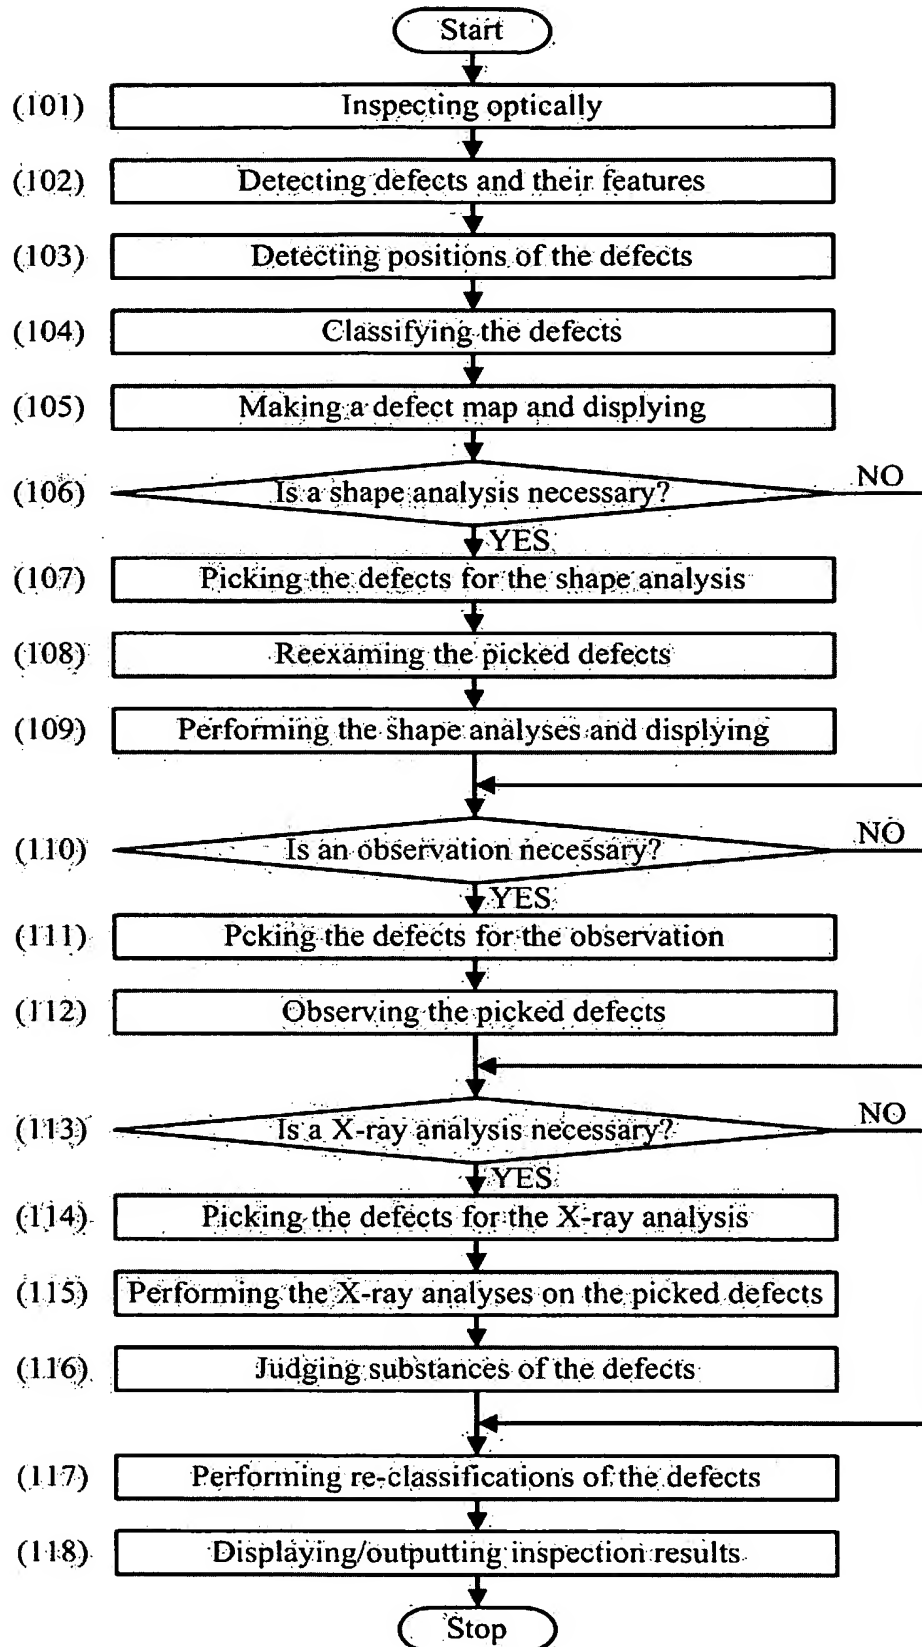 Start
(101) Inspecting optically
(102) Detecting defects and their features
(103) Detecting positions of the defects
(104) Classifying the defects
(105) Making a defect map and displying
(106) Is a shape analysis necessary? NO
YES
(107) Picking the defects for the shape analysis
(108) Reexaming the picked defects
(109) Performing the shape analyses and displying
(110) Is an observation necessary? NO
YES
(111) Pcking the defects for the observation
(112) Observing the picked defects
(113) Is a X-ray analysis necessary? NO
YES
(114) Picking the defects for the X-ray analysis
(115) Performing the X-ray analyses on the picked defects
(116) Judging substances of the defects
(117) Performing re-classifications of the defects
(118) Displaying/outputting inspection results
Stop